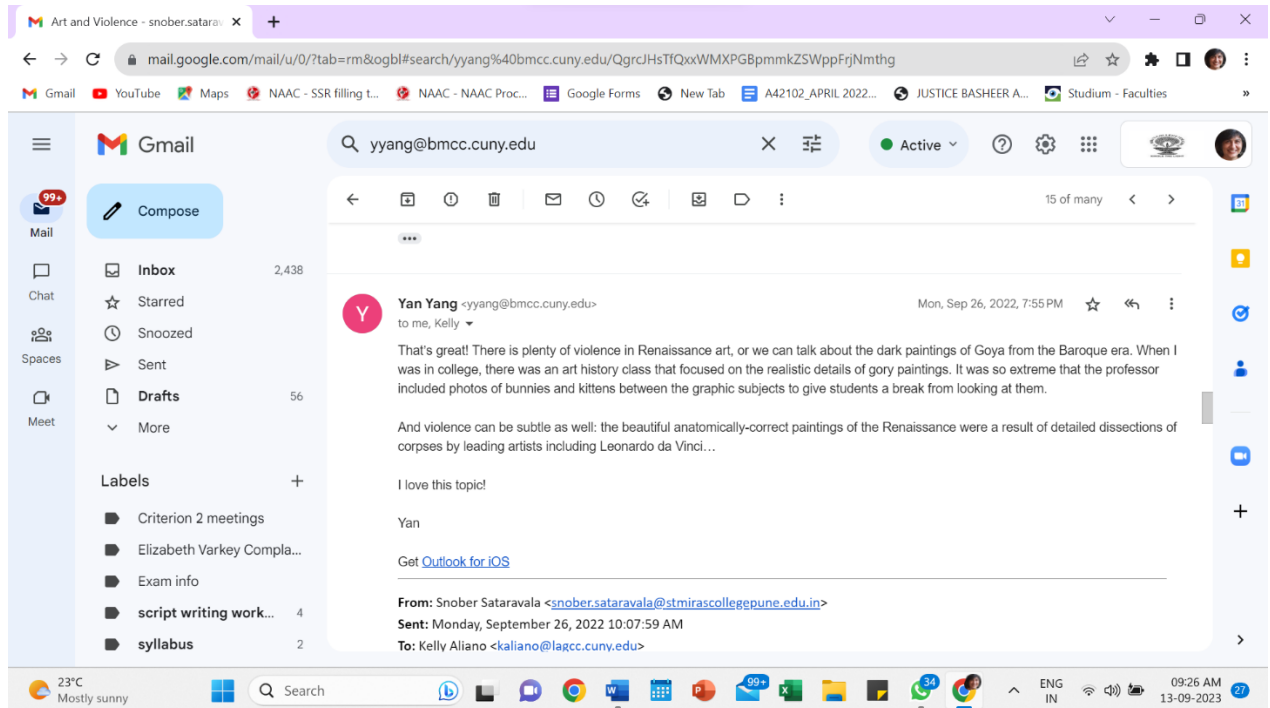 Art and Violence - snober.satarav
mail.google.com/mail/u/0/?tab=rm&ogbl#search/yyang%40bmcc.cuny.edu/QgrcJHsTfQxxWMXPGBpmmkZSWppFrjNmthg
Gmail YouTube Maps NAAC - SSR filling t... NAAC - NAAC Proc... Google Forms New Tab A42102_APRIL 2022... JUSTICE BASHEER A... Studium - Faculties »
Gmail
yyang@bmcc.cuny.edu
Active
99+
Mail
Chat
Spaces
Meet
Compose
Inbox 2,438
Starred
Snoozed
Sent
Drafts 56
More
Labels
Criterion 2 meetings
Elizabeth Varkey Compla...
Exam info
script writing work... 4
syllabus 2
15 of many
31
Y
Yan Yang <yyang@bmcc.cuny.edu> Mon, Sep 26, 2022, 7:55 PM
to me, Kelly
That's great! There is plenty of violence in Renaissance art, or we can talk about the dark paintings of Goya from the Baroque era. When I
was in college, there was an art history class that focused on the realistic details of gory paintings. It was so extreme that the professor
included photos of bunnies and kittens between the graphic subjects to give students a break from looking at them.
And violence can be subtle as well: the beautiful anatomically-correct paintings of the Renaissance were a result of detailed dissections of
corpses by leading artists including Leonardo da Vinci…
I love this topic!
Yan
Get Outlook for iOS
From: Snober Sataravala <snober.sataravala@stmirascollegepune.edu.in>
Sent: Monday, September 26, 2022 10:07:59 AM
To: Kelly Aliano <kaliano@lagcc.cuny.edu>
23°C
Mostly sunny
Search
99+
34
ENG
IN
09:26 AM
13-09-2023
27